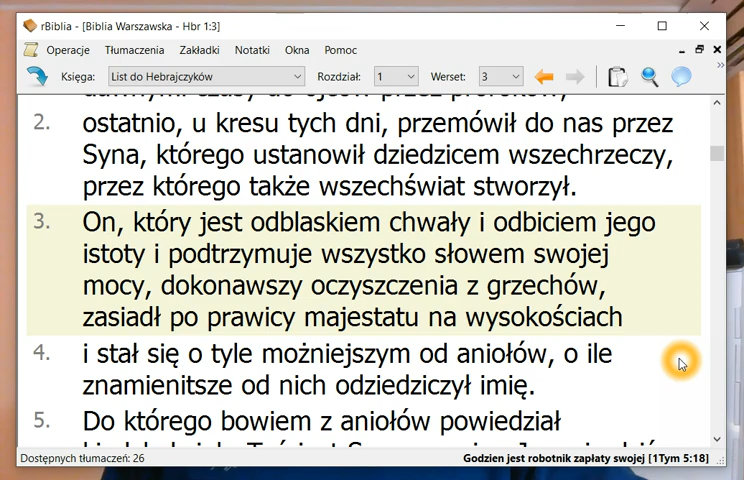 rBiblia - [Biblia Warszawska - Hbr 1:3]
Operacje Tłumaczenia Zakładki Notatki Okna Pomoc
Księga: List do Hebrajczyków Rozdział: 1 Werset: 3
2. ostatnio, u kresu tych dni, przemówił do nas przez
Syna, którego ustanowił dziedzicem wszechrzeczy,
przez którego także wszechświat stworzył.
3. On, który jest odblaskiem chwały i odbiciem jego
istoty i podtrzymuje wszystko słowem swojej
mocy, dokonawszy oczyszczenia z grzechów,
zasiadł po prawicy majestatu na wysokościach
4. i stał się o tyle możniejszym od aniołów, o ile
znamienitsze od nich odziedziczył imię.
5. Do którego bowiem z aniołów powiedział
Dostępnych tłumaczeń: 26 Godzien jest robotnik zapłaty swojej [1Tym 5:18]